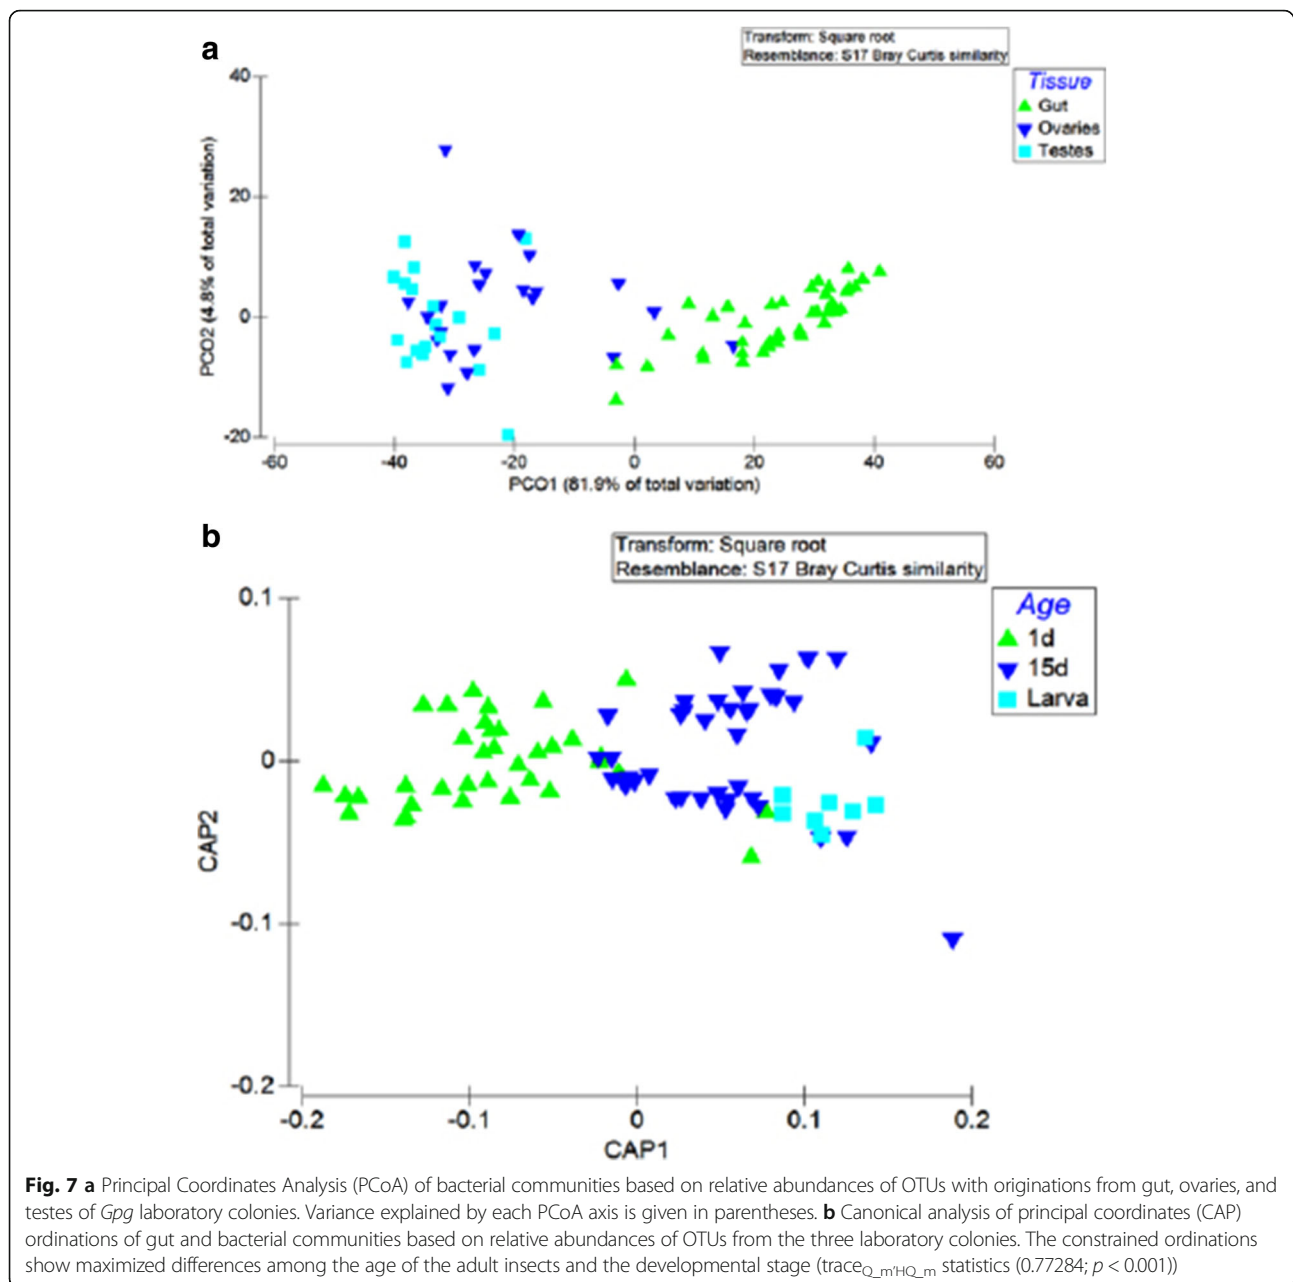 a
Transform: Square root
Resemblance: S17 Bray Curtis similarity
Tissue
Gut
Ovaries
Testes
40
20
0
-20
PCO2 (4.8% of total variation)
-60 -40 -20 0 20 40 60
PCO1 (81.9% of total variation)
b
Transform: Square root
Resemblance: S17 Bray Curtis similarity
Age
1d
15d
Larva
0.1
0
-0.1
-0.2
CAP2
-0.2 -0.1 0 0.1 0.2
CAP1
Fig. 7 a Principal Coordinates Analysis (PCoA) of bacterial communities based on relative abundances of OTUs with originations from gut, ovaries, and
testes of Gpg laboratory colonies. Variance explained by each PCoA axis is given in parentheses. b Canonical analysis of principal coordinates (CAP)
ordinations of gut and bacterial communities based on relative abundances of OTUs from the three laboratory colonies. The constrained ordinations
show maximized differences among the age of the adult insects and the developmental stage (traceQ_m'HQ_m statistics (0.77284; p < 0.001))